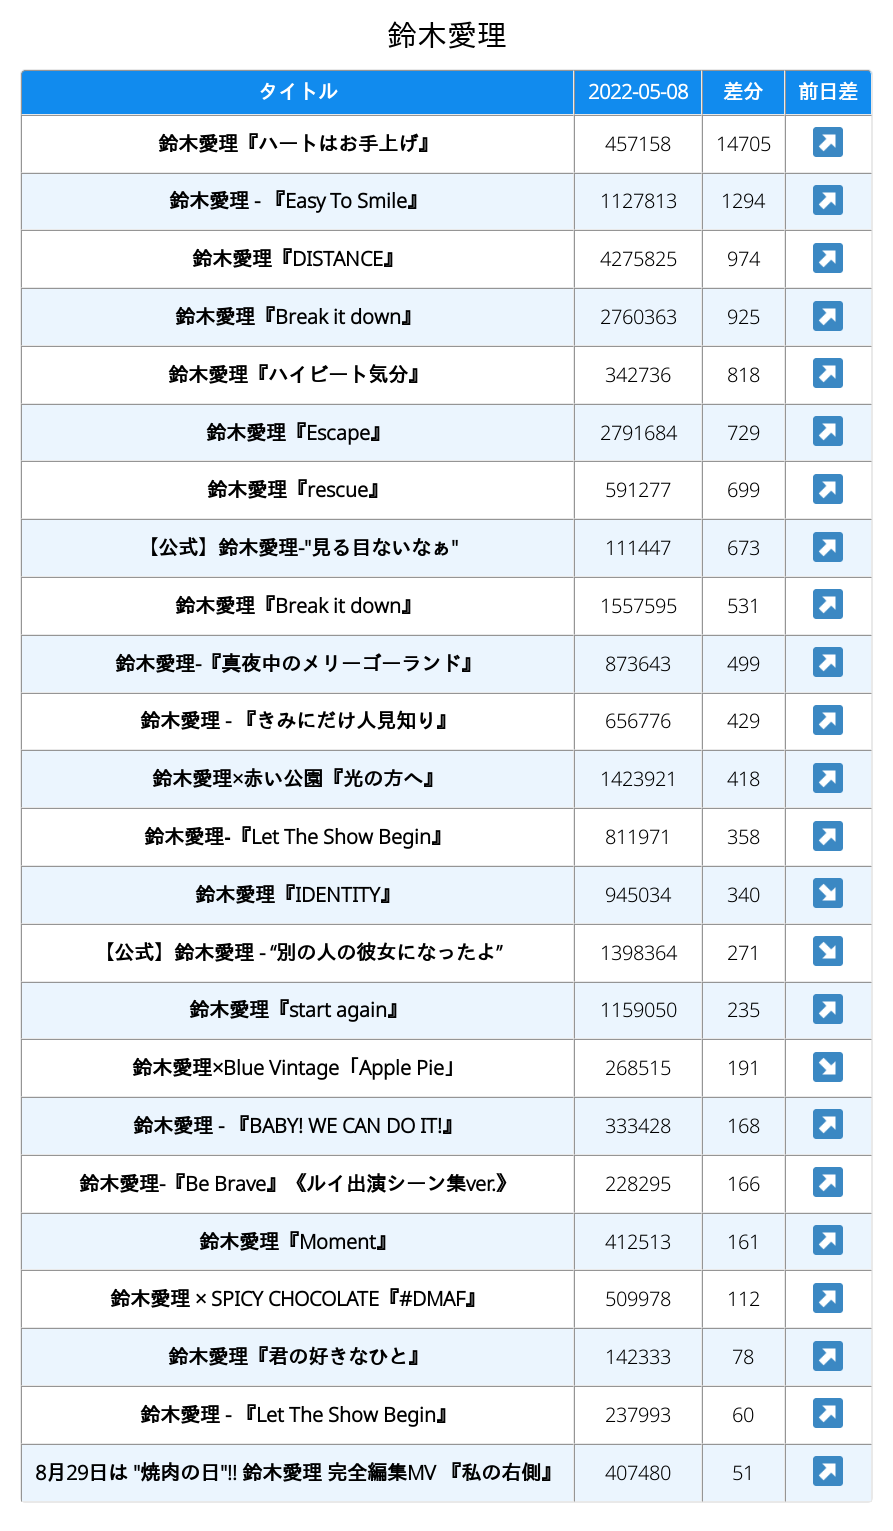 鈴木愛理
タイトル 2022-05-08 差分 前日差
鈴木愛理『ハートはお手上げ』 457158 14705
鈴木愛理 - 『Easy To Smile』 1127813 1294
鈴木愛理『DISTANCE』 4275825 974
鈴木愛理『Break it down』 2760363 925
鈴木愛理『ハイビート気分』 342736 818
鈴木愛理『Escape』 2791684 729
鈴木愛理『rescue』 591277 699
【公式】鈴木愛理-"見る目ないなぁ" 111447 673
鈴木愛理『Break it down』 1557595 531
鈴木愛理-『真夜中のメリーゴーランド』 873643 499
鈴木愛理 - 『きみにだけ人見知り』 656776 429
鈴木愛理×赤い公園『光の方へ』 1423921 418
鈴木愛理-『Let The Show Begin』 811971 358
鈴木愛理『IDENTITY』 945034 340
【公式】鈴木愛理 - “別の人の彼女になったよ” 1398364 271
鈴木愛理『start again』 1159050 235
鈴木愛理×Blue Vintage「Apple Pie」 268515 191
鈴木愛理 - 『BABY! WE CAN DO IT!』 333428 168
鈴木愛理-『Be Brave』《ルイ出演シーン集ver.》 228295 166
鈴木愛理『Moment』 412513 161
鈴木愛理 × SPICY CHOCOLATE『#DMAF』 509978 112
鈴木愛理『君の好きなひと』 142333 78
鈴木愛理 - 『Let The Show Begin』 237993 60
8月29日は "焼肉の日"!! 鈴木愛理 完全編集MV 『私の右側』 407480 51